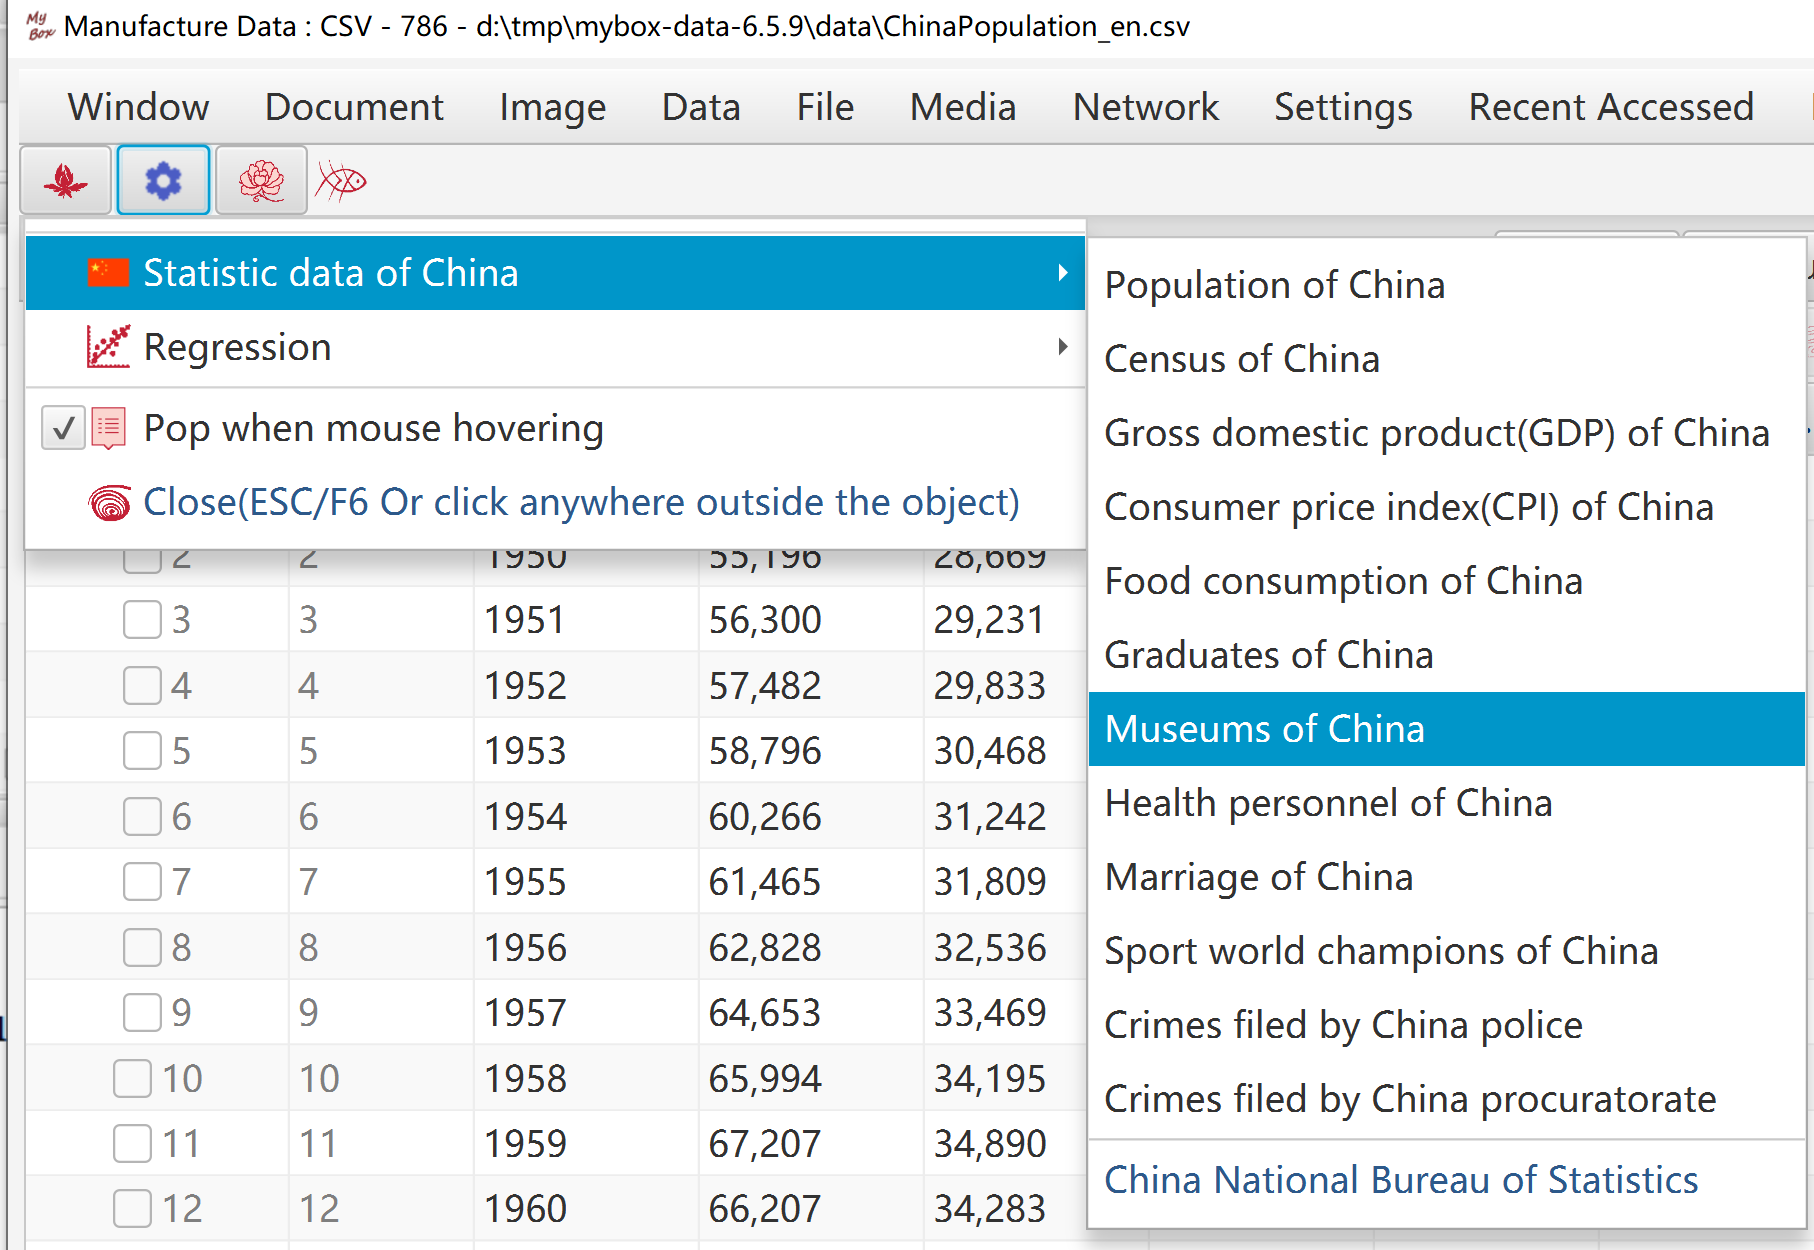 My Box Manufacture Data : CSV - 786 - d:\tmp\mybox-data-6.5.9\data\ChinaPopulation_en.csv
Window Document Image Data File Media Network Settings Recent Accessed
Statistic data of China
Regression
Pop when mouse hovering
Close(ESC/F6 Or click anywhere outside the object)
Population of China
Census of China
Gross domestic product(GDP) of China
Consumer price index(CPI) of China
Food consumption of China
Graduates of China
Museums of China
Health personnel of China
Marriage of China
Sport world champions of China
Crimes filed by China police
Crimes filed by China procuratorate
China National Bureau of Statistics
2 2 1950 55,196 28,669
3 3 1951 56,300 29,231
4 4 1952 57,482 29,833
5 5 1953 58,796 30,468
6 6 1954 60,266 31,242
7 7 1955 61,465 31,809
8 8 1956 62,828 32,536
9 9 1957 64,653 33,469
10 10 1958 65,994 34,195
11 11 1959 67,207 34,890
12 12 1960 66,207 34,283